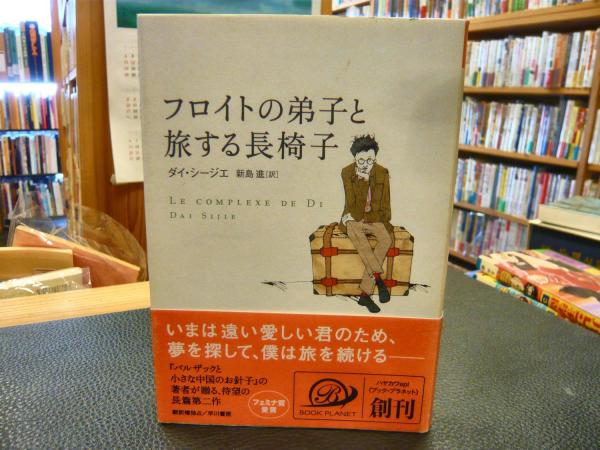 フロイトの弟子と
旅する長椅子
ダイ・シージエ 新島 進[訳]
LE COMPLEXE DE DI
DAI SIJIE
いまは遠い愛しい君のため、
夢を探して、僕は旅を続ける——
『バルザックと
小さな中国のお針子』の
著者が贈る、待望の
長篇第二作
翻訳権独占/早川書房
フェミナ賞
受賞
B
BOOK PLANET
ハヤカワepi
〈ブック・プラネット〉
創刊